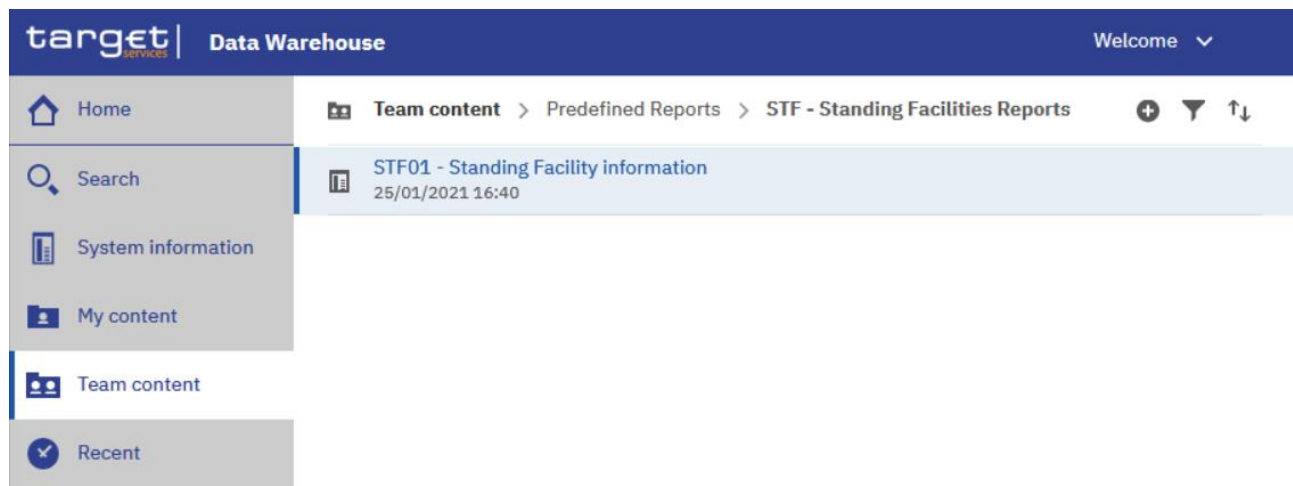 target services | Data Warehouse
Welcome
Home
Team content > Predefined Reports > STF - Standing Facilities Reports
Search
STF01 - Standing Facility information
25/01/2021 16:40
System information
My content
Team content
Recent